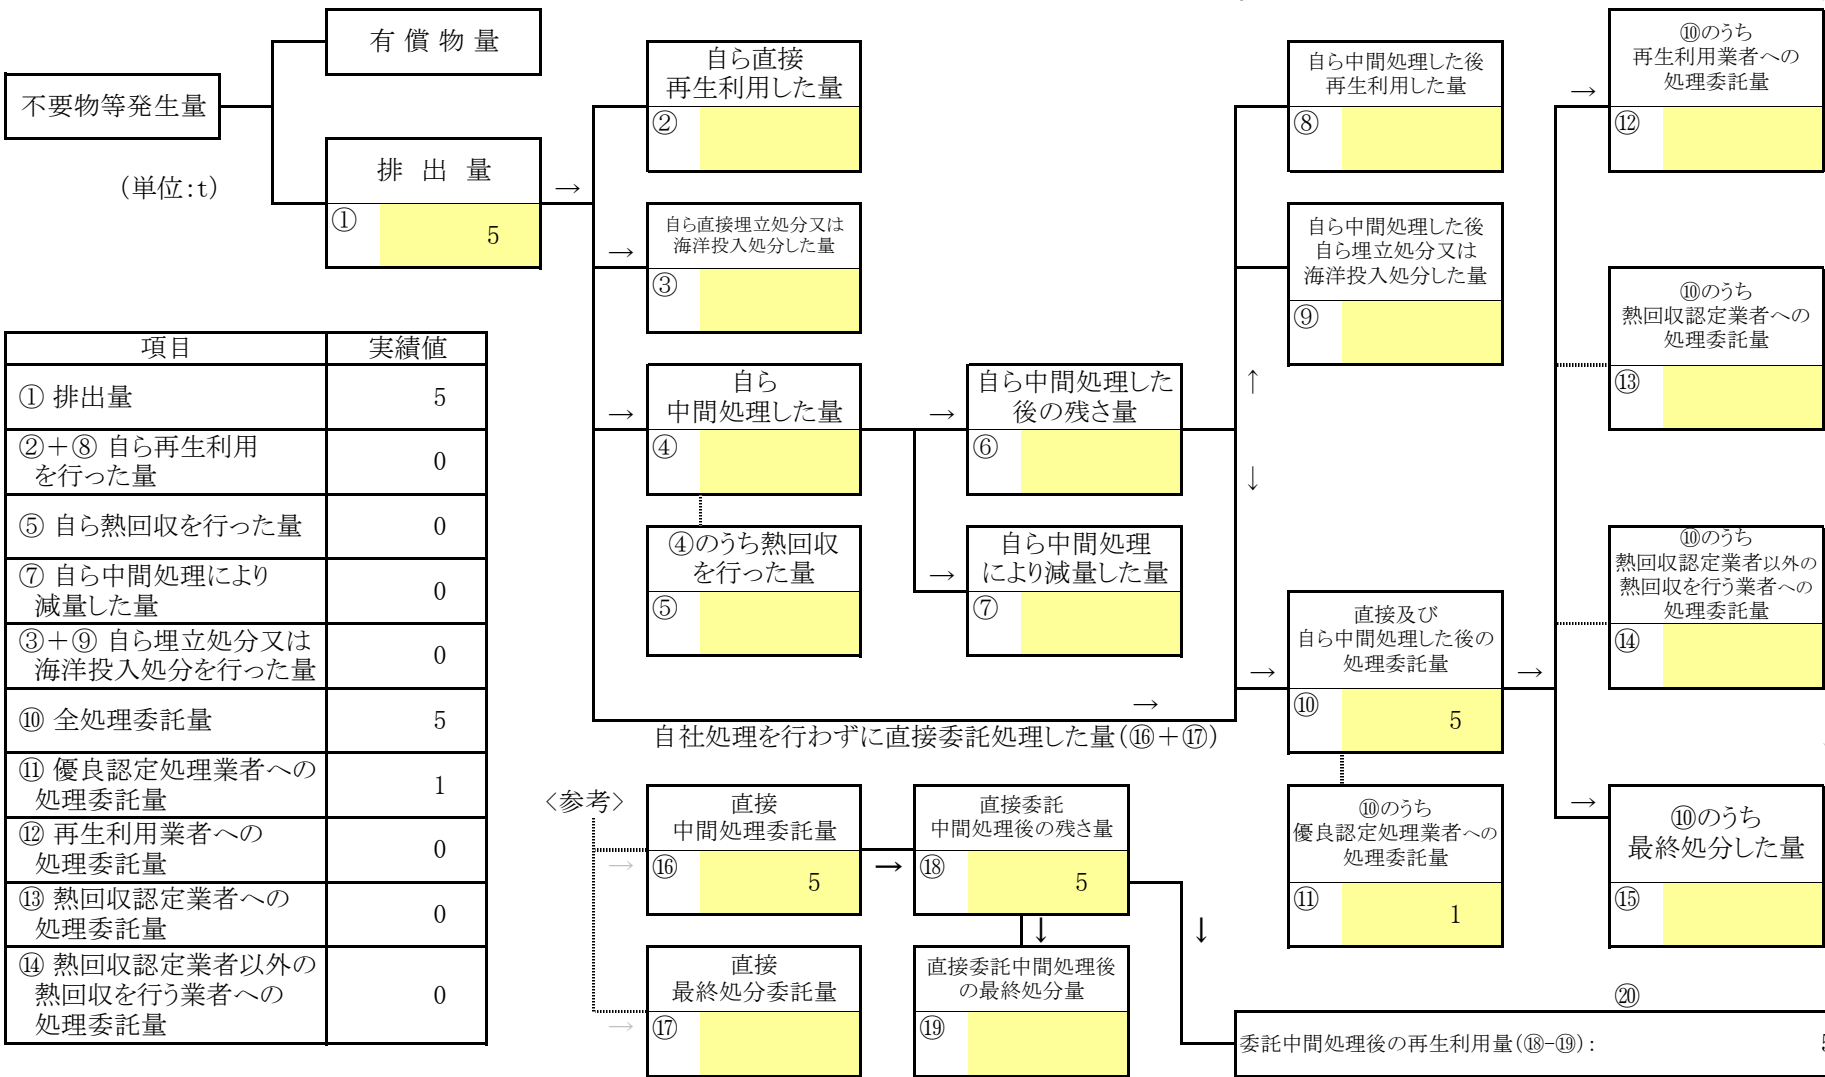 不要物等発生量
(単位:t)
有 償 物 量
排 出 量
①
5
→
自ら直接
再生利用した量
②
→
自ら直接埋立処分又は
海洋投入処分した量
③
→
自ら
中間処理した量
④
④のうち熱回収
を行った量
⑤
→
自ら中間処理した
後の残さ量
⑥
→
自ら中間処理
により減量した量
⑦
自ら中間処理した後
再生利用した量
⑧
自ら中間処理した後
自ら埋立処分又は
海洋投入処分した量
⑨
↑
↓
→
自社処理を行わずに直接委託処理した量(⑯+⑰)
→
直接及び
自ら中間処理した後の
処理委託量
⑩
5
⑩のうち
優良認定処理業者への
処理委託量
⑪
1
→
→
⑩のうち
再生利用業者への
処理委託量
⑫
⑩のうち
熱回収認定業者への
処理委託量
⑬
⑩のうち
熱回収認定業者以外の
熱回収を行う業者への
処理委託量
⑭
→
⑩のうち
最終処分した量
⑮
項目 実績値
① 排出量 5
②+⑧ 自ら再生利用
を行った量 0
⑤ 自ら熱回収を行った量 0
⑦ 自ら中間処理により
減量した量 0
③+⑨ 自ら埋立処分又は
海洋投入処分を行った量 0
⑩ 全処理委託量 5
⑪ 優良認定処理業者への
処理委託量 1
⑫ 再生利用業者への
処理委託量 0
⑬ 熱回収認定業者への
処理委託量 0
⑭ 熱回収認定業者以外の
熱回収を行う業者への
処理委託量 0
〈参考〉
→
直接
中間処理委託量
⑯
5
→
直接委託
中間処理後の残さ量
⑱
5
↓
↓
→
直接
最終処分委託量
⑰
直接委託中間処理後
の最終処分量
⑲
⑳
委託中間処理後の再生利用量(⑱-⑲):